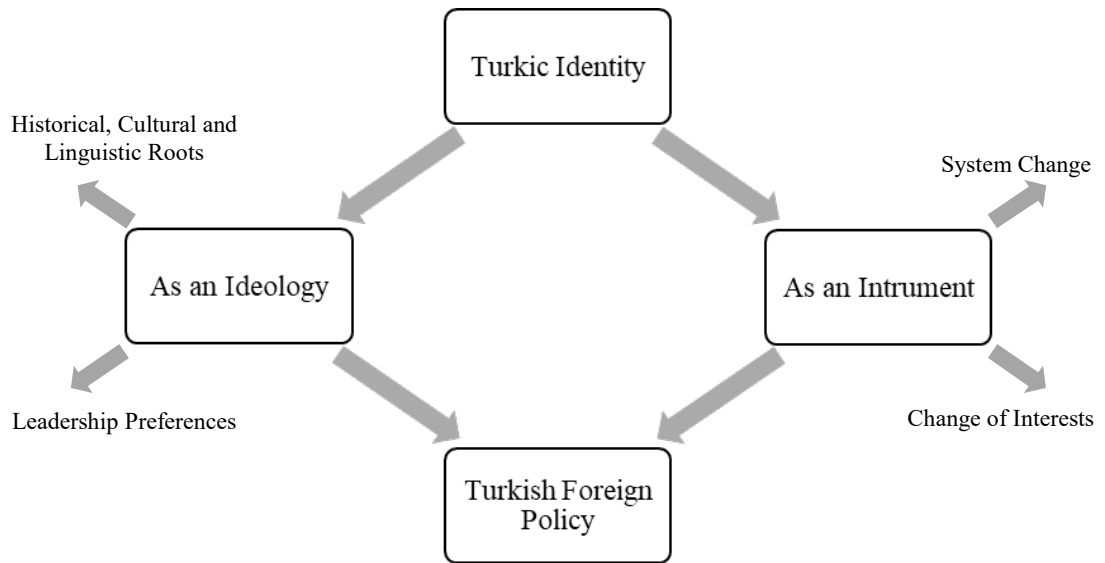 Turkic Identity
Historical, Cultural and
Linguistic Roots
System Change
As an Ideology
As an Intrument
Leadership Preferences
Change of Interests
Turkish Foreign
Policy